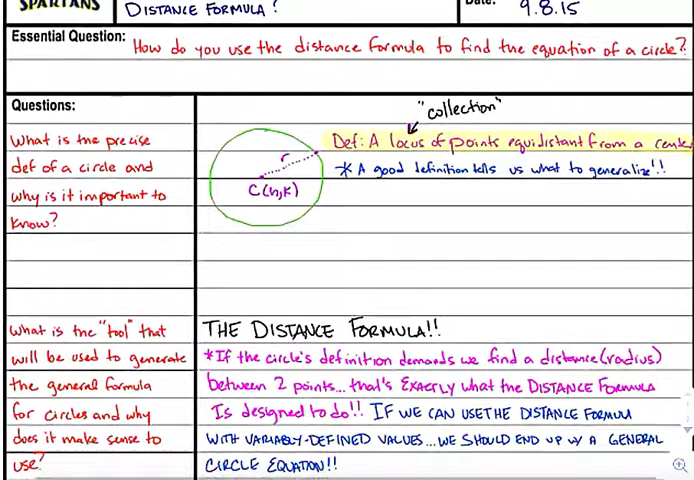 SPARTANS
DISTANCE FORMULA?
Date: 9.8.15
Essential Question: How do you use the distance formula to find the equation of a circle?
Questions:
What is the precise
def of a circle and
why is it important to
know?
"collection"
Def: A locus of points equidistant from a center
* A good definition tells us what to generalize!!
r
C(h,k)
What is the "tool" that
will be used to generate
the general formula
for circles and why
does it make sense to
use?
THE DISTANCE FORMULA!!
*If the circle's definition demands we find a distance (radius)
between 2 points... that's EXACTLY what the DISTANCE FORMULA
Is designed to do!! IF WE CAN USE THE DISTANCE FORMULA
WITH VARIABLY-DEFINED VALUES... WE SHOULD END UP W/ A GENERAL
CIRCLE EQUATION!!